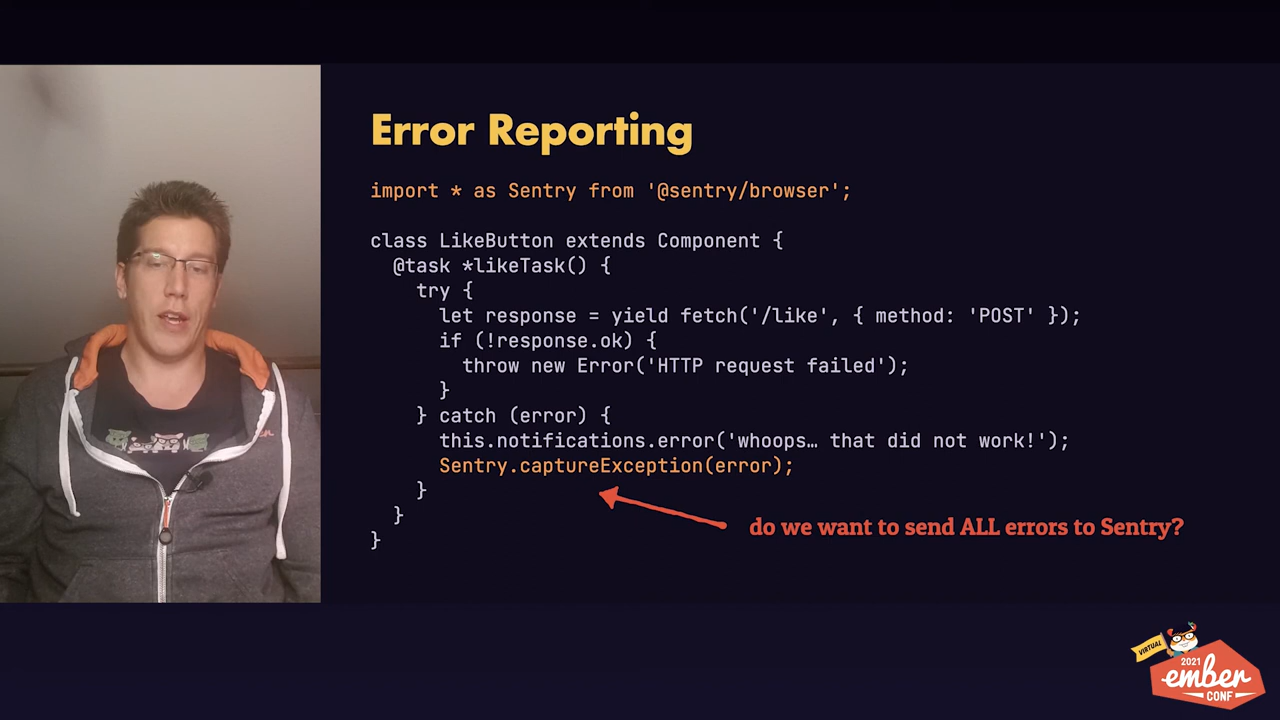 Error Reporting
import * as Sentry from '@sentry/browser';
class LikeButton extends Component {
@task *likeTask() {
try {
let response = yield fetch('/like', { method: 'POST' });
if (!response.ok) {
throw new Error('HTTP request failed');
}
} catch (error) {
this.notifications.error('whoops… that did not work!');
Sentry.captureException(error);
}
}
}
do we want to send ALL errors to Sentry?
VIRTUAL
2021
ember
CONF